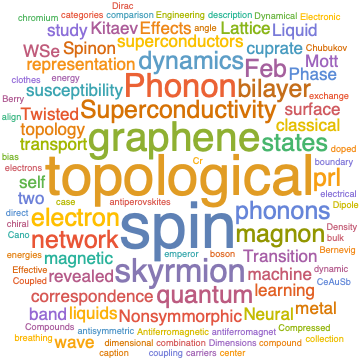 Dirac
chromium categories comparison Engineering description Dynamical Electronic
study Kitaev Effects angle Lattice Liquid Chubukov
WSe Spinon superconductors cuprate Mott
representation dynamics Feb Phase
susceptibility Phonon bilayer energy exchange
Berry Twisted Superconductivity surface
clothes topology classical
align transport graphene states doped
bias Cr boundary
electrons self topological prl electrical
two case antiperovskites Dipole
direct electron spin phonons Density
chiral network magnon bulk
Cano emperor boson Bernevig
energies magnetic skyrmion Transition dynamic
Effective revealed machine CeAuSb
Coupled correspondence quantum learning
band liquids Nonsymmorphic Neural metal
Compounds antisymmetric Antiferromagnetic antiferromagnet Compressed
breathing wave dimensional combination Dimensions compound collection
caption coupling carriers center